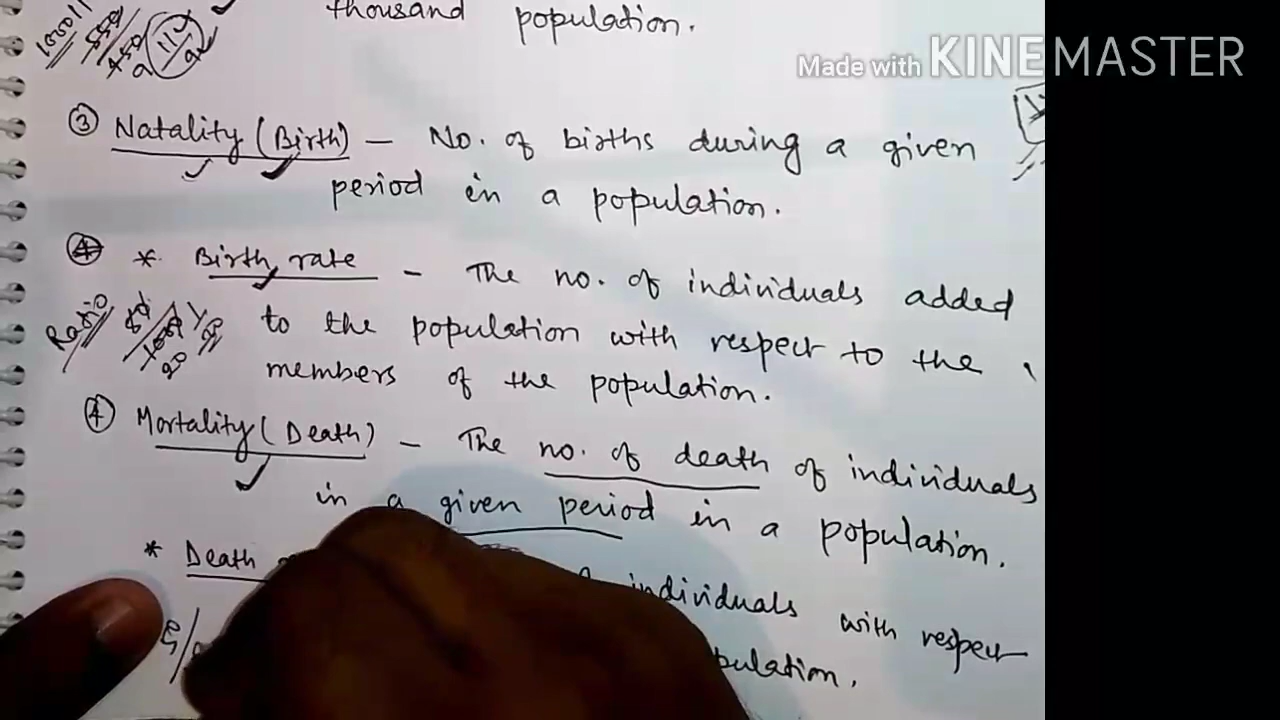 thousand population.
Made with KINEMASTER
③ Natality (Birth) — No. of births during a given
period in a population.
④ * Birth rate - The no. of individuals added
to the population with respect to the
members of the population.
Ratio
④ Mortality (Death) - The no. of death of individuals
in a given period in a population.
* Death individuals with respect